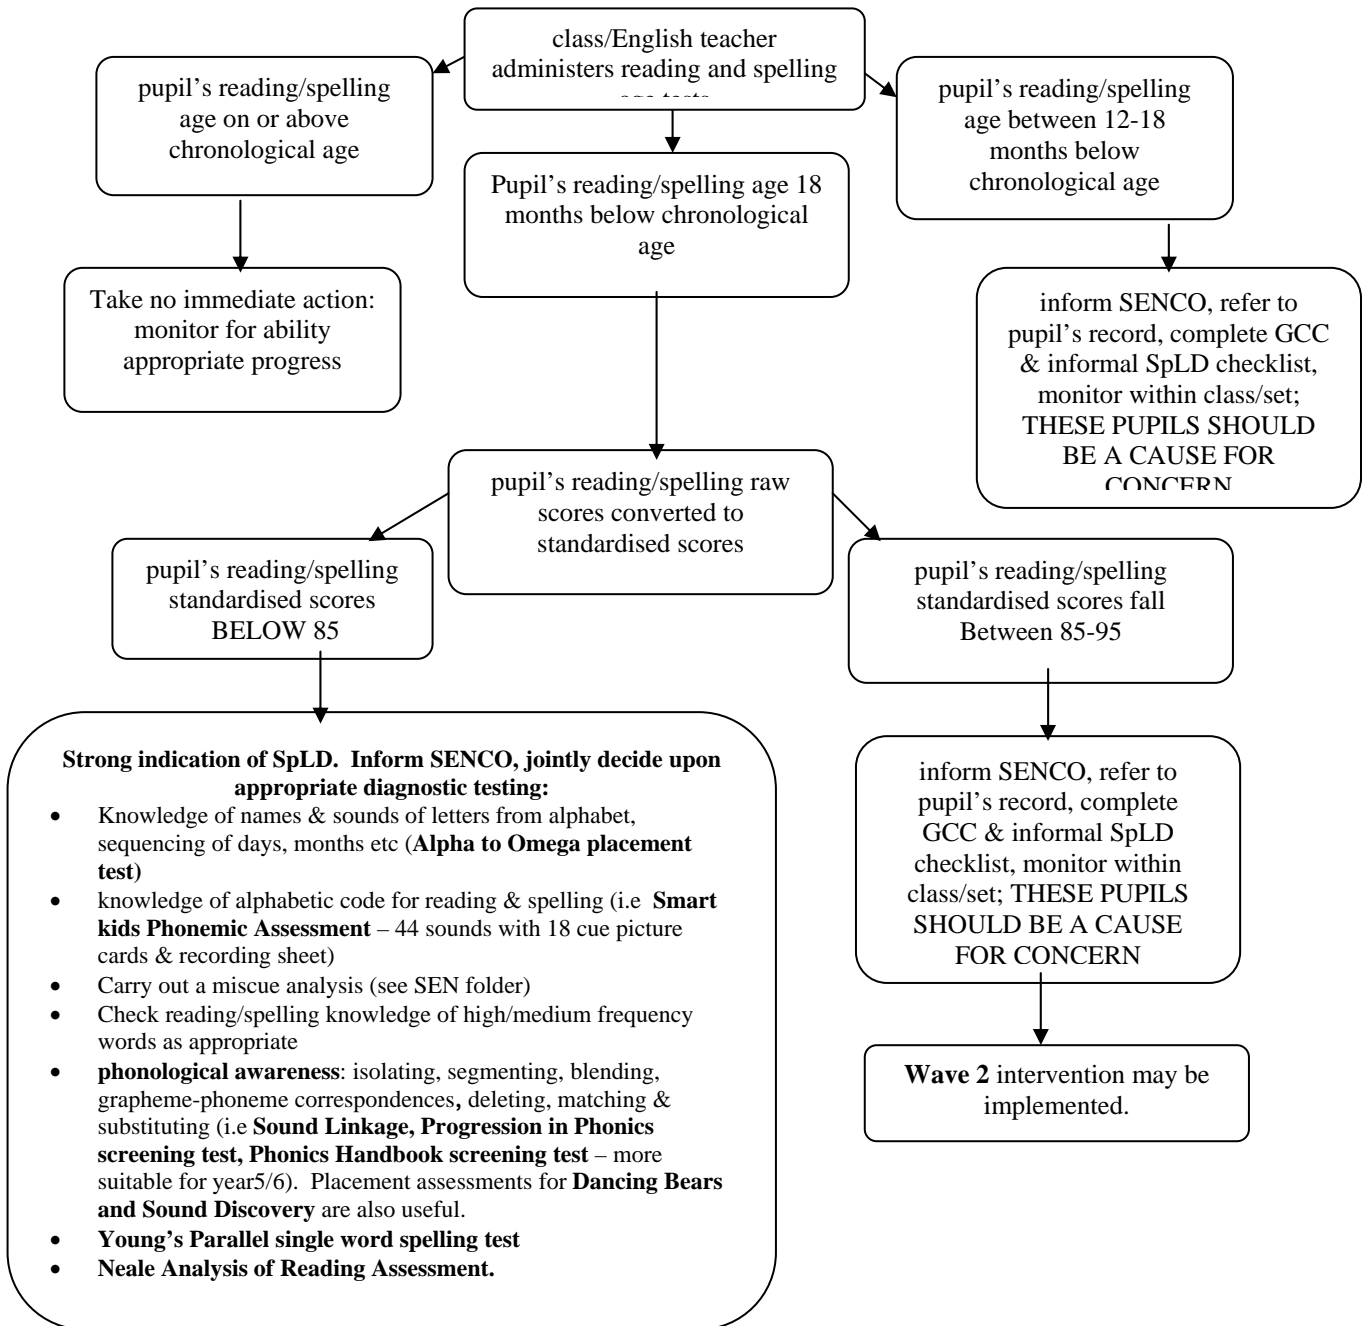 class/English teacher
administers reading and spelling
age tests
pupil’s reading/spelling
age on or above
chronological age
Pupil’s reading/spelling age 18
months below chronological
age
pupil’s reading/spelling
age between 12-18
months below
chronological age
Take no immediate action:
monitor for ability
appropriate progress
inform SENCO, refer to
pupil’s record, complete GCC
& informal SpLD checklist,
monitor within class/set;
THESE PUPILS SHOULD
BE A CAUSE FOR
CONCERN
pupil’s reading/spelling raw
scores converted to
standardised scores
pupil’s reading/spelling
standardised scores
BELOW 85
pupil’s reading/spelling
standardised scores fall
Between 85-95
Strong indication of SpLD.  Inform SENCO, jointly decide upon
appropriate diagnostic testing:
• Knowledge of names & sounds of letters from alphabet,
sequencing of days, months etc (Alpha to Omega placement
test)
• knowledge of alphabetic code for reading & spelling (i.e  Smart
kids Phonemic Assessment – 44 sounds with 18 cue picture
cards & recording sheet)
• Carry out a miscue analysis (see SEN folder)
• Check reading/spelling knowledge of high/medium frequency
words as appropriate
• phonological awareness: isolating, segmenting, blending,
grapheme-phoneme correspondences, deleting, matching &
substituting (i.e Sound Linkage, Progression in Phonics
screening test, Phonics Handbook screening test – more
suitable for year5/6).  Placement assessments for Dancing Bears
and Sound Discovery are also useful.
• Young’s Parallel single word spelling test
• Neale Analysis of Reading Assessment.
inform SENCO, refer to
pupil’s record, complete
GCC & informal SpLD
checklist, monitor within
class/set; THESE PUPILS
SHOULD BE A CAUSE
FOR CONCERN
Wave 2 intervention may be
implemented.